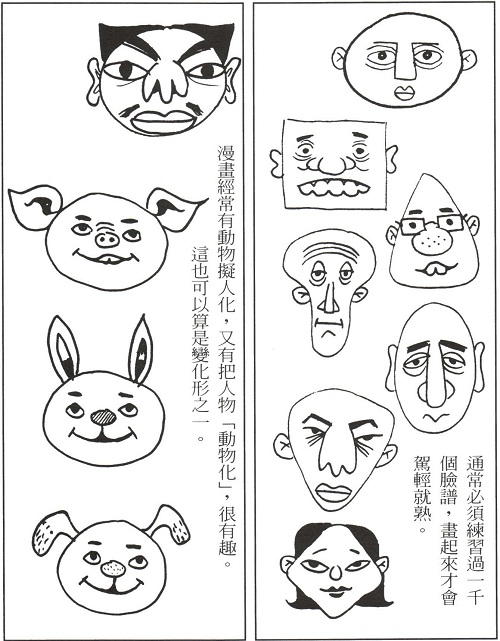 通常必須練習過一千
個臉譜，畫起來才會
駕輕就熟。
漫畫經常有動物擬人化，又有把人物「動物化」，很有趣。
這也可以算是變化形之一。